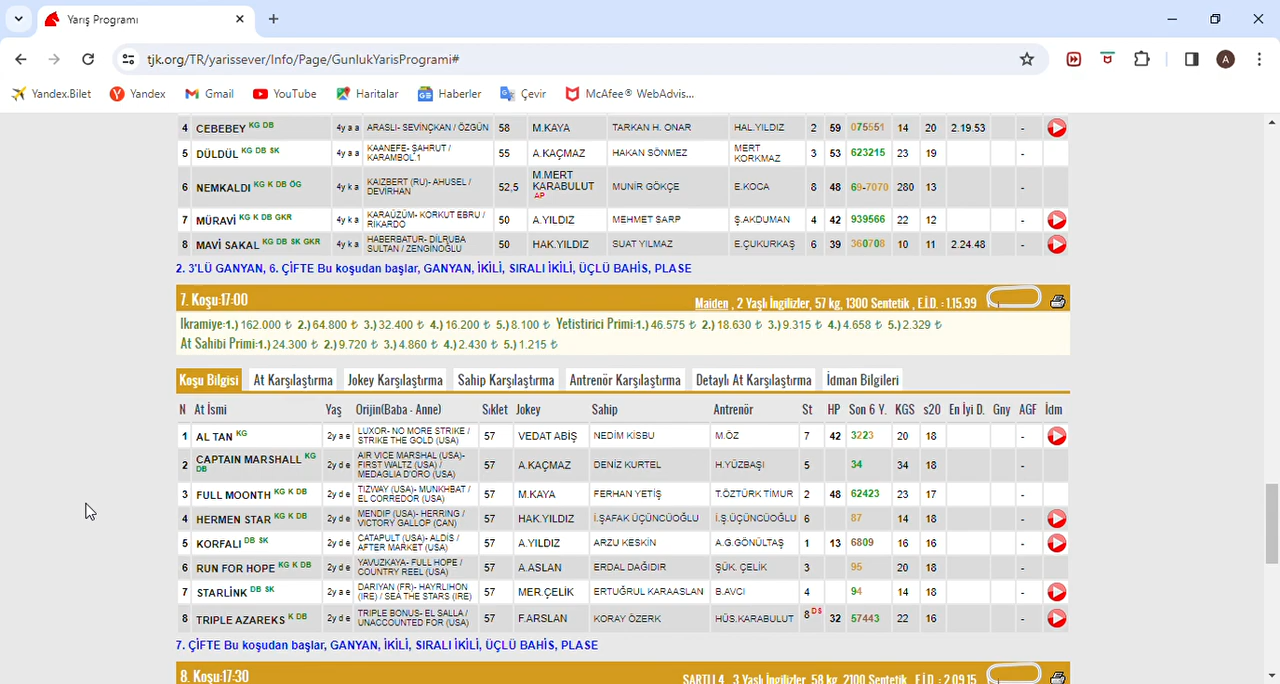 Yarış Programı
tjk.org/TR/yarissever/Info/Page/GunlukYarisProgrami#
A
Yandex.Bilet Yandex Gmail YouTube Haritalar Haberler Çevir McAfee® WebAdvis...
4 CEBEBEY KG DB 4y a a ARASLI- SEVİNÇKAN / ÖZGÜN 58 M.KAYA TARKAN H. ONAR HAL.YILDIZ 2 59 075551 14 20 2.19.53 -
5 DÜLDÜL KG DB SK 4y a a KAANEFE- ŞAHRUT / KARAMBOL.1 55 A.KAÇMAZ HAKAN SÖNMEZ MERT KORKMAZ 3 53 623215 23 19 -
6 NEMKALDI KG K DB ÖG 4y k a KAIZBERT (RU)- AHUSEL / DEVİRHAN 52,5 M.MERT KARABULUT AP MUNİR GÖKÇE E.KOCA 8 48 69-7070 280 13 -
7 MÜRAVİ KG K DB GKR 4y k a KARAÜZÜM- KORKUT EBRU / RIKARDO 50 A.YILDIZ MEHMET SARP Ş.AKDUMAN 4 42 939566 22 12 -
8 MAVİ SAKAL KG DB SK GKR 4y k a HABERBATUR- DİLRUBA SULTAN / ZENGİNOĞLU 50 HAK.YILDIZ SUAT YILMAZ E.ÇUKURKAŞ 6 39 360708 10 11 2.24.48 -
2. 3'LÜ GANYAN, 6. ÇİFTE Bu koşudan başlar, GANYAN, İKİLİ, SIRALI İKİLİ, ÜÇLÜ BAHİS, PLASE
7. Koşu:17:00 Maiden , 2 Yaşlı İngilizler, 57 kg, 1300 Sentetik , E.İ.D. : 1.15.99
Ikramiye:1.) 162.000 ₺ 2.) 64.800 ₺ 3.) 32.400 ₺ 4.) 16.200 ₺ 5.) 8.100 ₺ Yetistirici Primi:1.) 46.575 ₺ 2.) 18.630 ₺ 3.) 9.315 ₺ 4.) 4.658 ₺ 5.) 2.329 ₺
At Sahibi Primi:1.) 24.300 ₺ 2.) 9.720 ₺ 3.) 4.860 ₺ 4.) 2.430 ₺ 5.) 1.215 ₺
Koşu Bilgisi At Karşılaştırma Jokey Karşılaştırma Sahip Karşılaştırma Antrenör Karşılaştırma Detaylı At Karşılaştırma İdman Bilgileri
N At İsmi Yaş Orijin(Baba - Anne) Sıklet Jokey Sahip Antrenör St HP Son 6 Y. KGS s20 En İyi D. Gny AGF İdm
1 AL TAN KG 2y a e LUXOR- NO MORE STRIKE / STRIKE THE GOLD (USA) 57 VEDAT ABİŞ NEDİM KISBU M.ÖZ 7 42 3223 20 18 -
2 CAPTAIN MARSHALL KG DB 2y d e AIR VICE MARSHAL (USA)- FIRST WALTZ (USA) / MEDAGLIA D'ORO (USA) 57 A.KAÇMAZ DENİZ KURTEL H.YÜZBAŞI 5 34 34 18 -
3 FULL MOONTH KG K DB 2y d e TIZWAY (USA)- MUNKHBAT / EL CORREDOR (USA) 57 M.KAYA FERHAN YETİŞ T.ÖZTÜRK TİMUR 2 48 62423 23 17 -
4 HERMEN STAR KG K DB 2y d e MENDIP (USA)- HERRING / VICTORY GALLOP (CAN) 57 HAK.YILDIZ İ.ŞAFAK ÜÇÜNCÜOĞLU İ.Ş.ÜÇÜNCÜOĞLU 6 87 14 18 -
5 KORFALI DB SK 2y d e CATAPULT (USA)- ALDİS / AFTER MARKET (USA) 57 A.YILDIZ ARZU KESKİN A.G.GÖNÜLTAŞ 1 13 6809 16 16 -
6 RUN FOR HOPE KG K DB 2y d e YAVUZKAYA- FULL HOPE / COUNTRY REEL (USA) 57 A.ASLAN ERDAL DAĞIDIR ŞÜK. ÇELİK 3 95 20 18 -
7 STARLİNK DB SK 2y d e DARIYAN (FR)- HAYRLIHON (IRE) / SEA THE STARS (IRE) 57 MER.ÇELİK ERTUĞRUL KARAASLAN B.AVCI 4 94 14 18 -
8 TRIPLE AZAREKS K DB 2y d e TRIPLE BONUS- EL SALLA / UNACCOUNTED FOR (USA) 57 F.ARSLAN KORAY ÖZERK HÜS.KARABULUT 8 DS 32 57443 22 16 -
7. ÇİFTE Bu koşudan başlar, GANYAN, İKİLİ, SIRALI İKİLİ, ÜÇLÜ BAHİS, PLASE
8. Koşu:17:30 ŞARTLI 4 , 3 Yaşlı İngilizler, 58 kg, 2100 Sentetik , E.İ.D. : 2.09.15